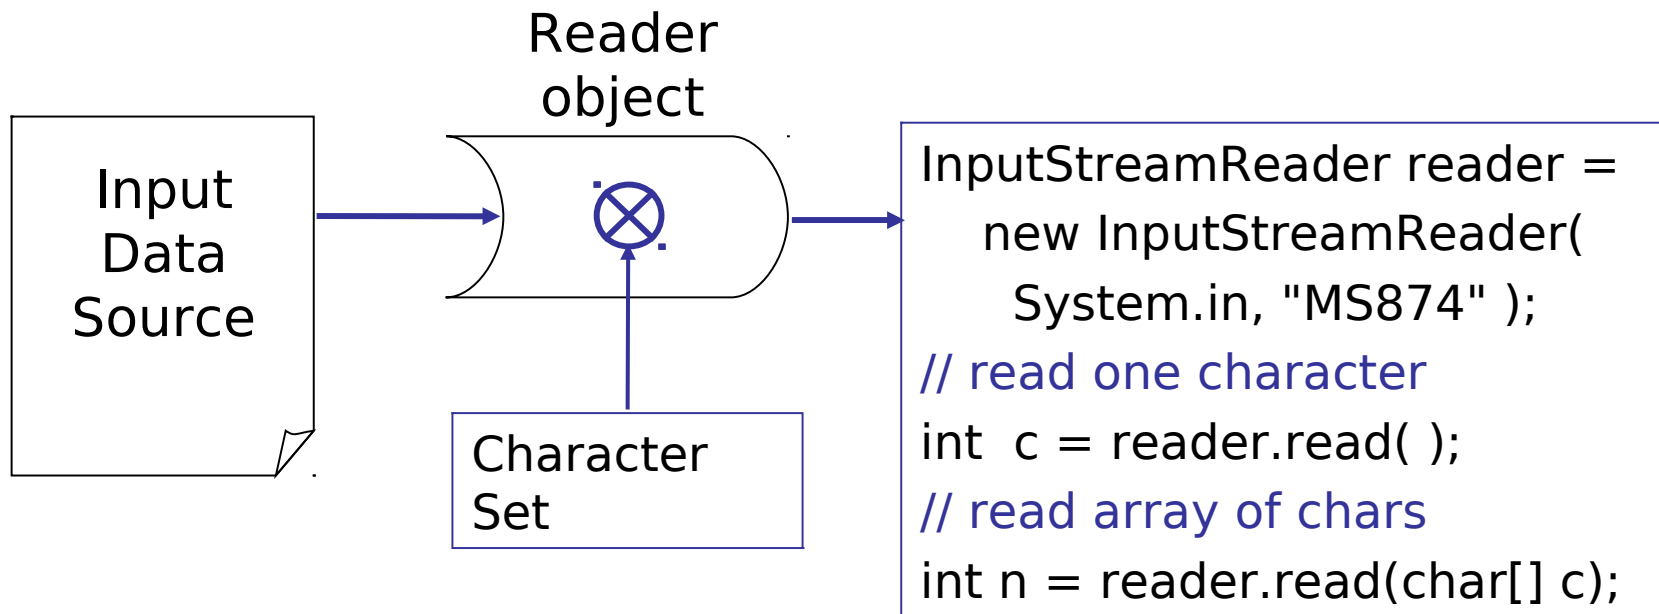 Reader
object
Input
Data
Source
Character
Set
InputStreamReader reader =
new InputStreamReader(
System.in, "MS874" );
// read one character
int  c = reader.read( );
// read array of chars
int n = reader.read(char[] c);